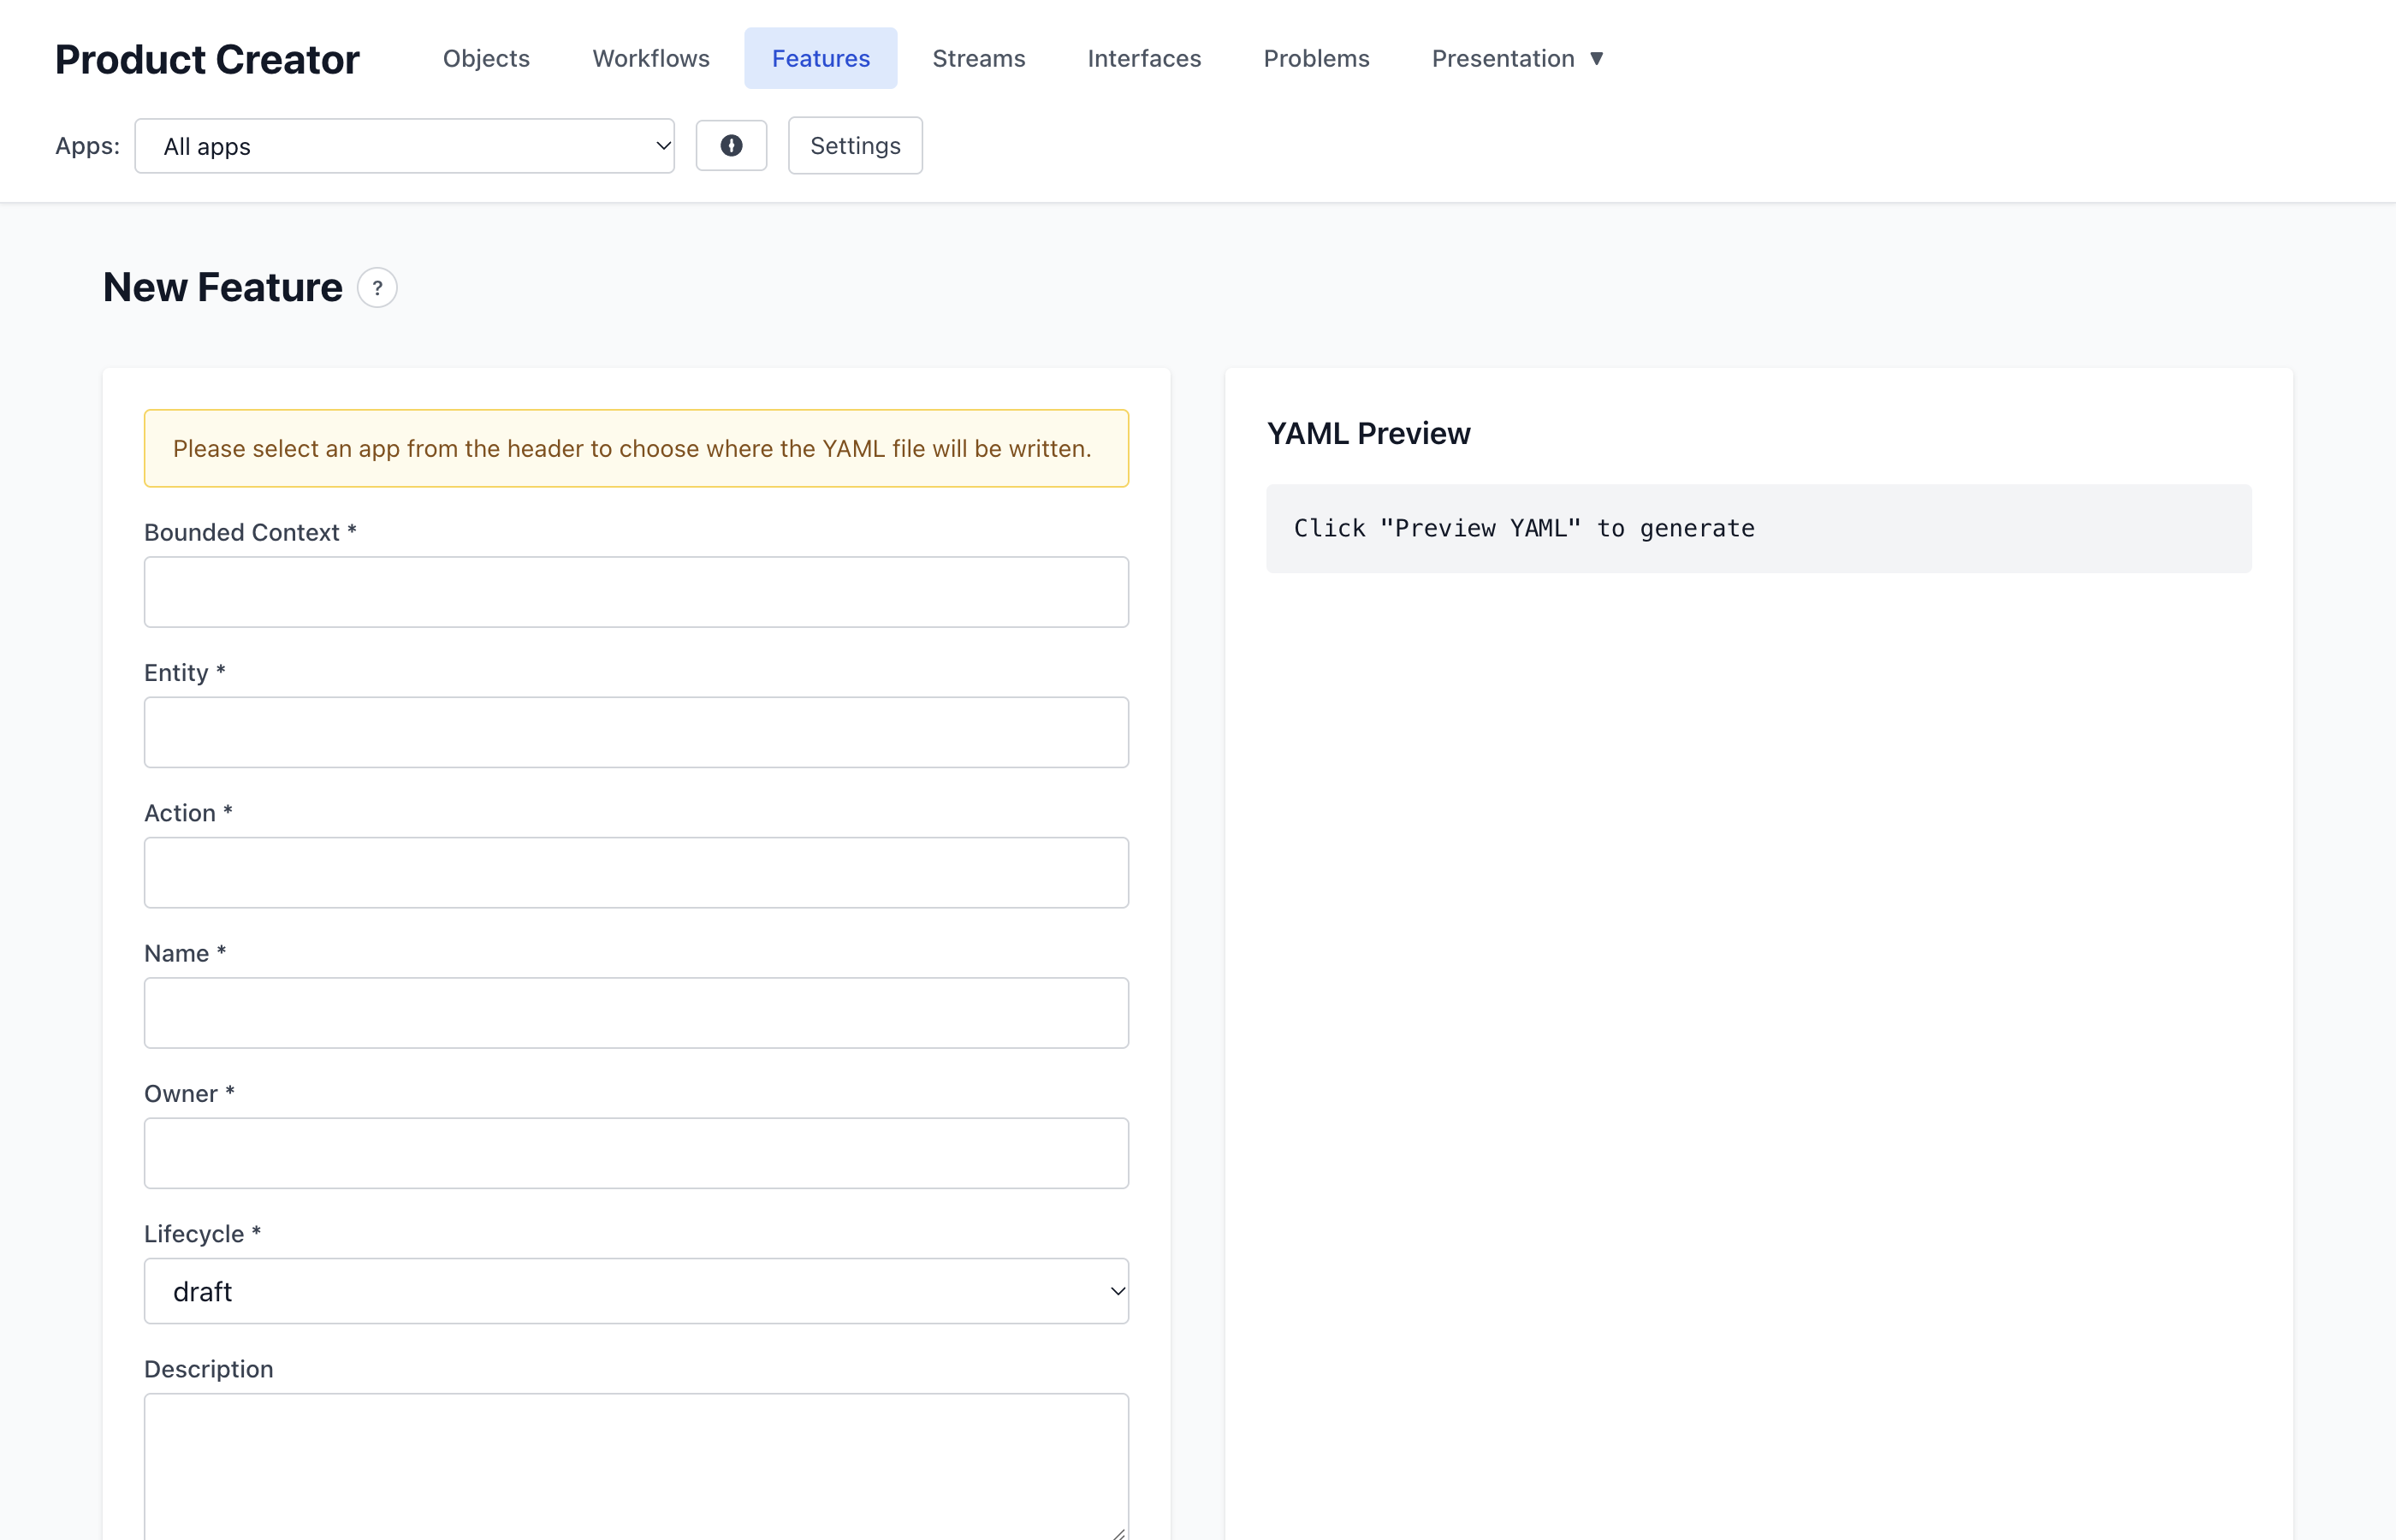 Product Creator
Objects
Workflows
Features
Streams
Interfaces
Problems
Presentation ▼
Apps:
All apps
Settings
New Feature
?
Please select an app from the header to choose where the YAML file will be written.
Bounded Context *
Entity *
Action *
Name *
Owner *
Lifecycle *
draft
Description
YAML Preview
Click "Preview YAML" to generate